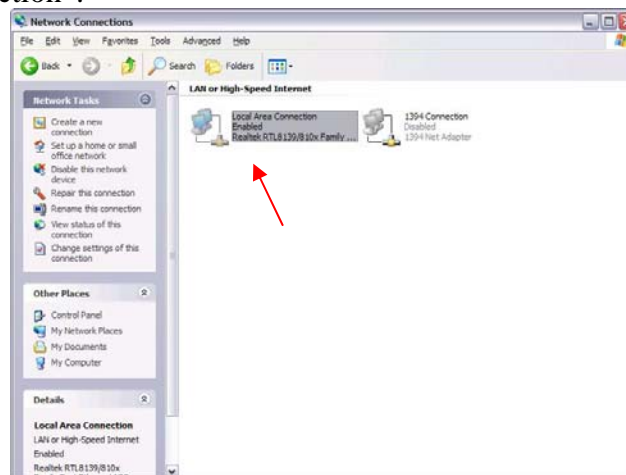 ction".
Network Connections
File Edit View Favorites Tools Advanced Help
Back Search Folders
LAN or High-Speed Internet
Network Tasks
Create a new
connection
Set up a home or small
office network
Disable this network
device
Repair this connection
Rename this connection
View status of this
connection
Change settings of this
connection
Local Area Connection
Enabled
Realtek RTL8139/810x Family ...
1394 Connection
Disabled
1394 Net Adapter
Other Places
Control Panel
My Network Places
My Documents
My Computer
Details
Local Area Connection
LAN or High-Speed Internet
Enabled
Realtek RTL8139/810x